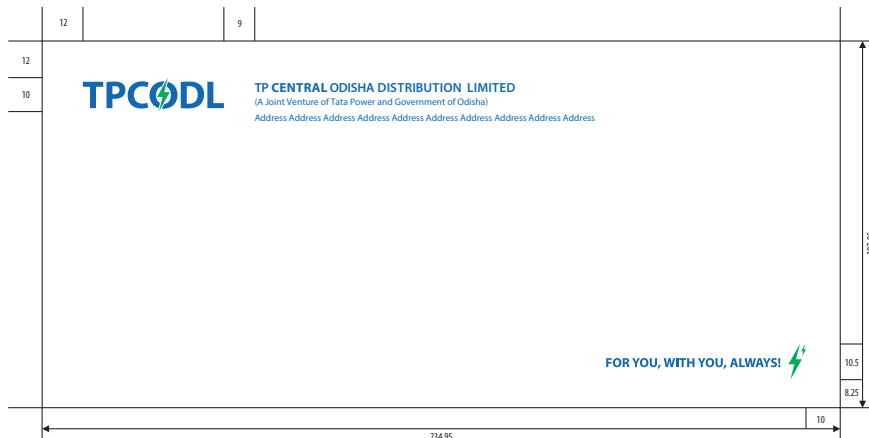 12
9
12
10
TPCODL
TP CENTRAL ODISHA DISTRIBUTION LIMITED
(A Joint Venture of Tata Power and Government of Odisha)
Address Address Address Address Address Address Address Address Address Address
FOR YOU, WITH YOU, ALWAYS!
10.5
8.25
10
234.95